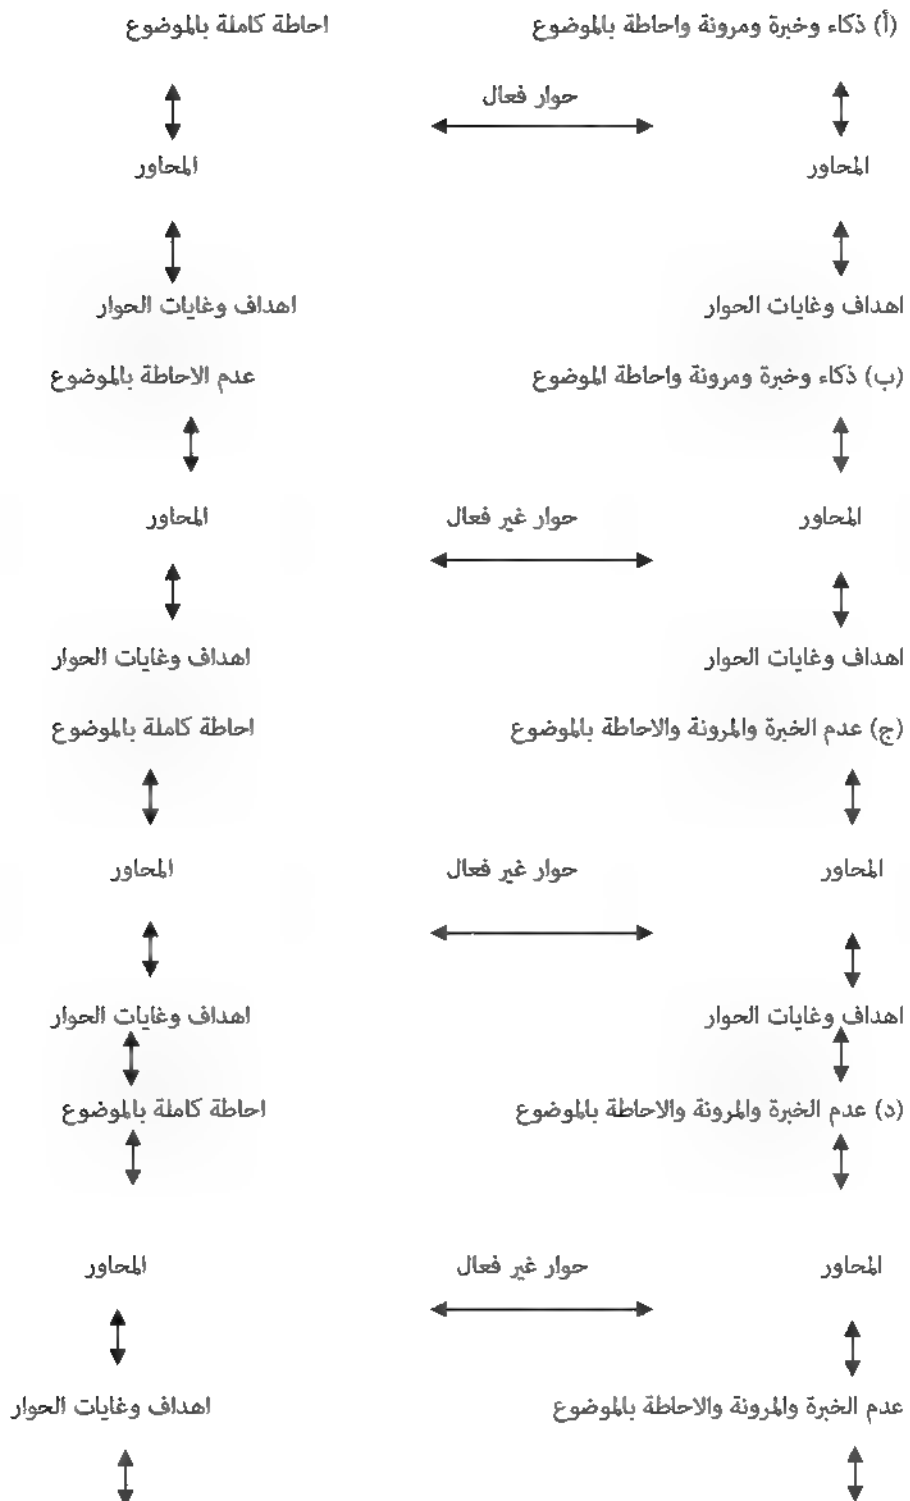 (أ) ذكاء وخبرة ومرونة واحاطة بالموضوع احاطة كاملة بالموضوع
حوار فعال
المحاور المحاور
اهداف وغايات الحوار اهداف وغايات الحوار
(ب) ذكاء وخبرة ومرونة واحاطة الموضوع عدم الاحاطة بالموضوع
المحاور حوار غير فعال المحاور
اهداف وغايات الحوار اهداف وغايات الحوار
(ج) عدم الخبرة والمرونة والاحاطة بالموضوع احاطة كاملة بالموضوع
المحاور حوار غير فعال المحاور
اهداف وغايات الحوار اهداف وغايات الحوار
(د) عدم الخبرة والمرونة والاحاطة بالموضوع احاطة كاملة بالموضوع
المحاور حوار غير فعال المحاور
عدم الخبرة والمرونة والاحاطة بالموضوع اهداف وغايات الحوار